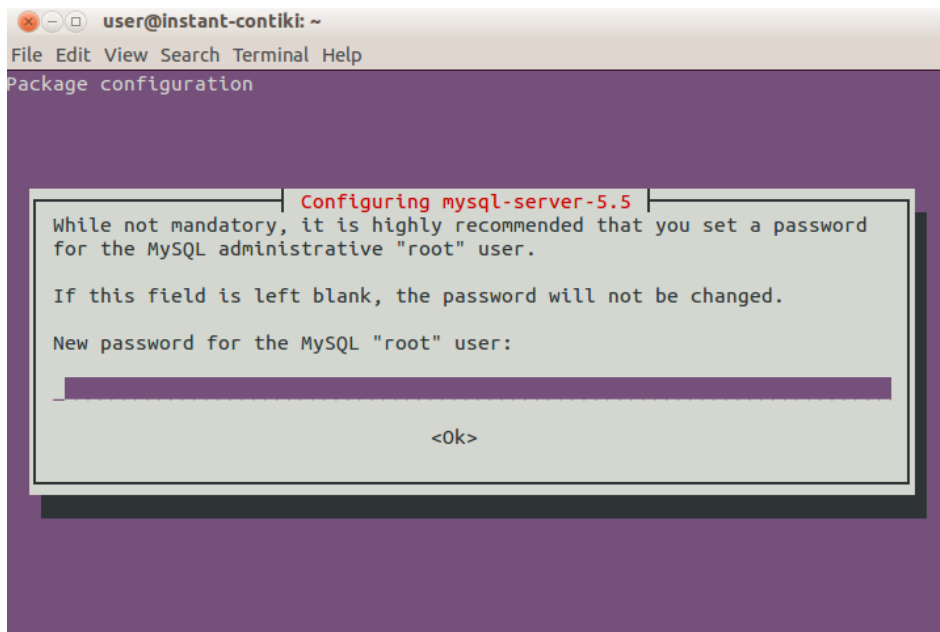 user@instant-contiki: ~
File Edit View Search Terminal Help
Package configuration
Configuring mysql-server-5.5
While not mandatory, it is highly recommended that you set a password
for the MySQL administrative "root" user.
If this field is left blank, the password will not be changed.
New password for the MySQL "root" user:
<Ok>